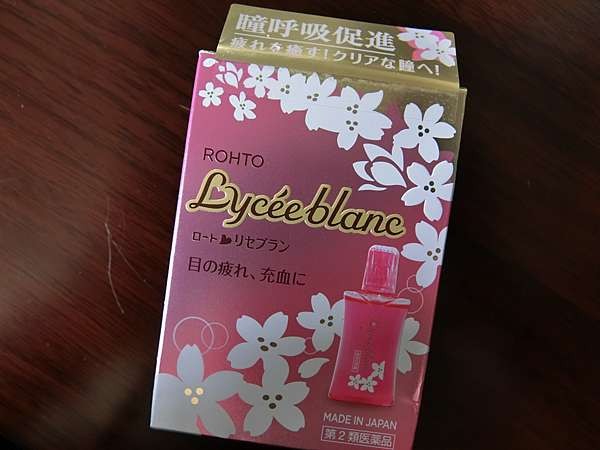 瞳呼吸促進
疲れを癒す!クリアな瞳へ!
ROHTO
Lycée blanc
ロート リセブラン
目の疲れ、充血に
MADE IN JAPAN
第2類医薬品